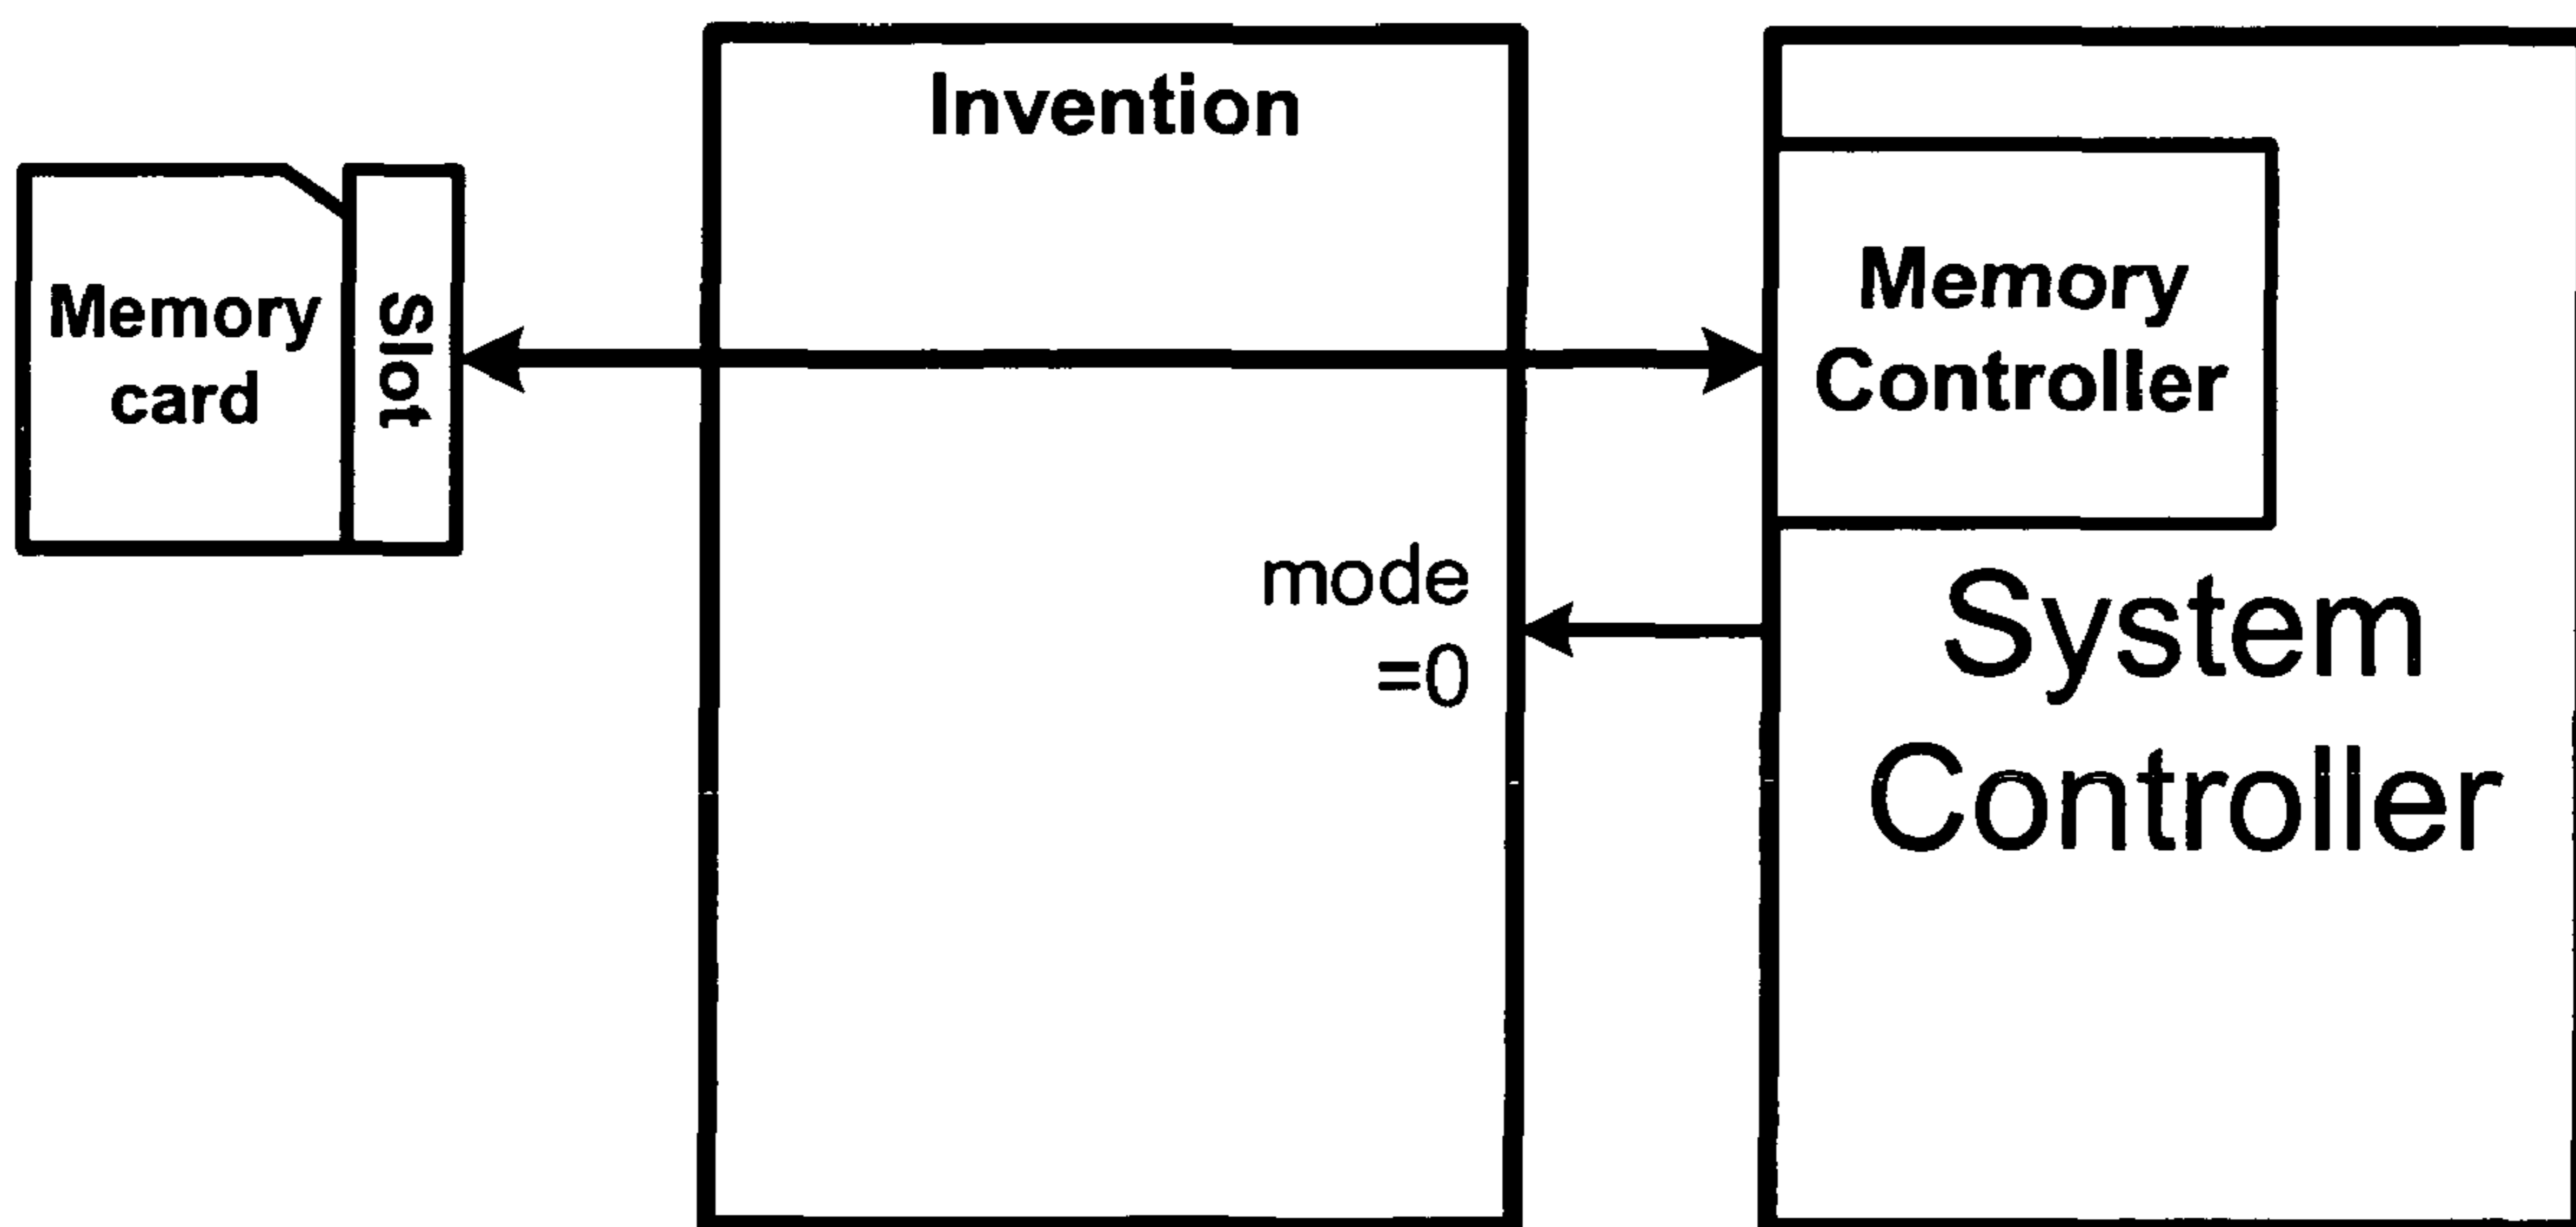 Invention
Memory
card
Slot
Memory
Controller
mode
=0
System
Controller